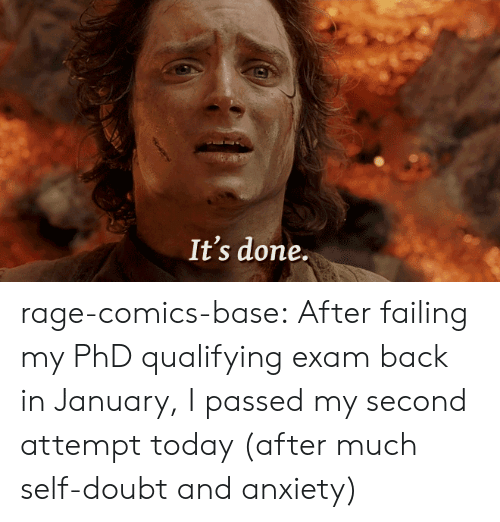 It's done.
rage-comics-base: After failing
my PhD qualifying exam back
in January, I passed my second
attempt today (after much
self-doubt and anxiety)